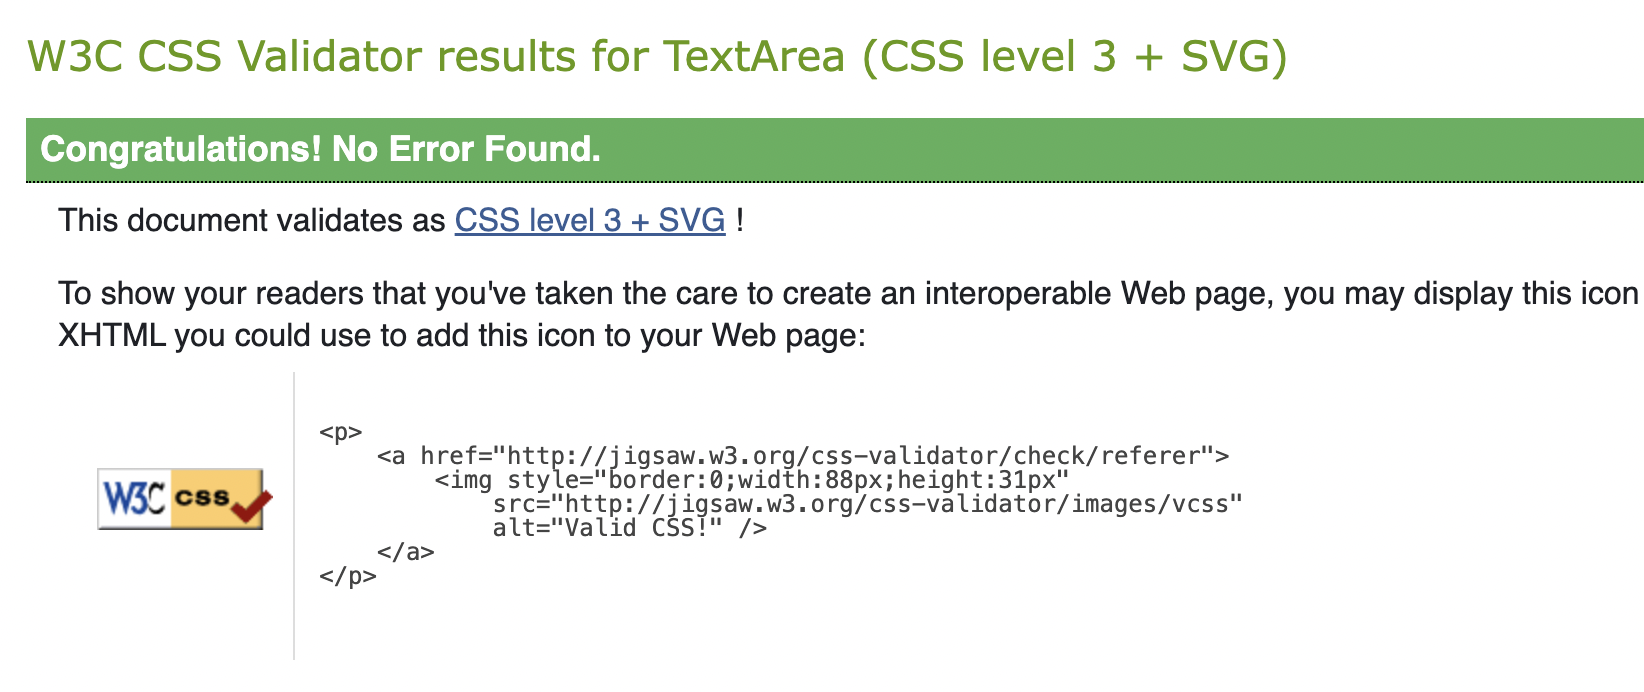 W3C CSS Validator results for TextArea (CSS level 3 + SVG)
Congratulations! No Error Found.
This document validates as CSS level 3 + SVG !
To show your readers that you've taken the care to create an interoperable Web page, you may display this icon
XHTML you could use to add this icon to your Web page:
W3C css
<p>
    <a href="http://jigsaw.w3.org/css-validator/check/referer">
        <img style="border:0;width:88px;height:31px"
            src="http://jigsaw.w3.org/css-validator/images/vcss"
            alt="Valid CSS!" />
    </a>
</p>